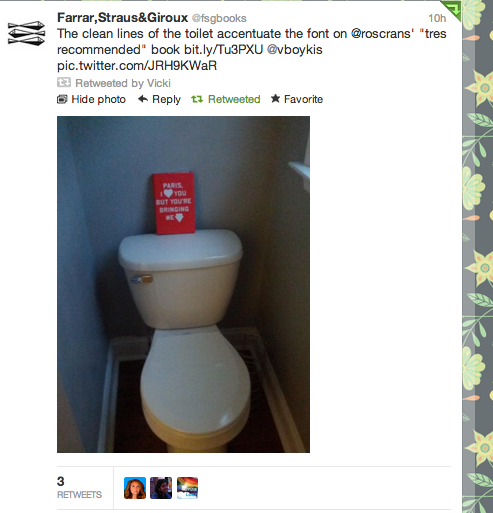 Farrar,Straus&Giroux @fsgbooks 10h
The clean lines of the toilet accentuate the font on @roscrans' "tres
recommended" book bit.ly/Tu3PXU @vboykis
pic.twitter.com/JRH9KWaR
Retweeted by Vicki
Hide photo Reply Retweeted Favorite
PARIS,
I YOU
BUT YOU'RE
BRINGING
ME
3
RETWEETS